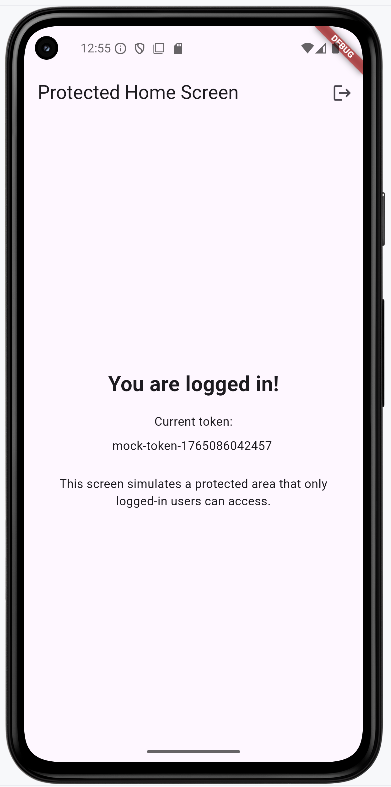 12:55
DEBUG
Protected Home Screen
You are logged in!
Current token:
mock-token-1765086042457
This screen simulates a protected area that only
logged-in users can access.